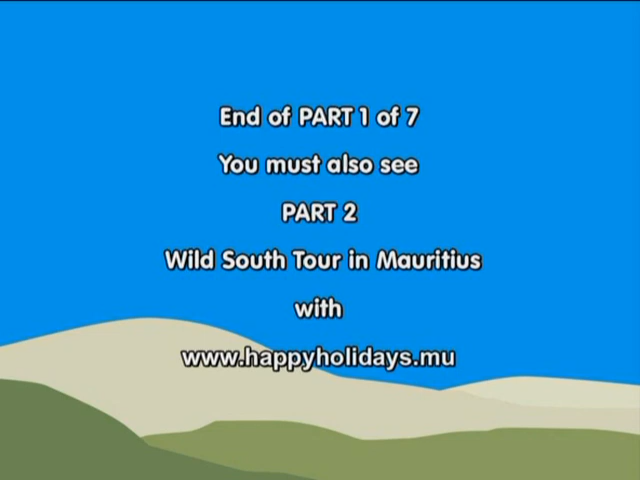 End of PART 1 of 7
You must also see
PART 2
Wild South Tour in Mauritius
with
www.happyholidays.mu